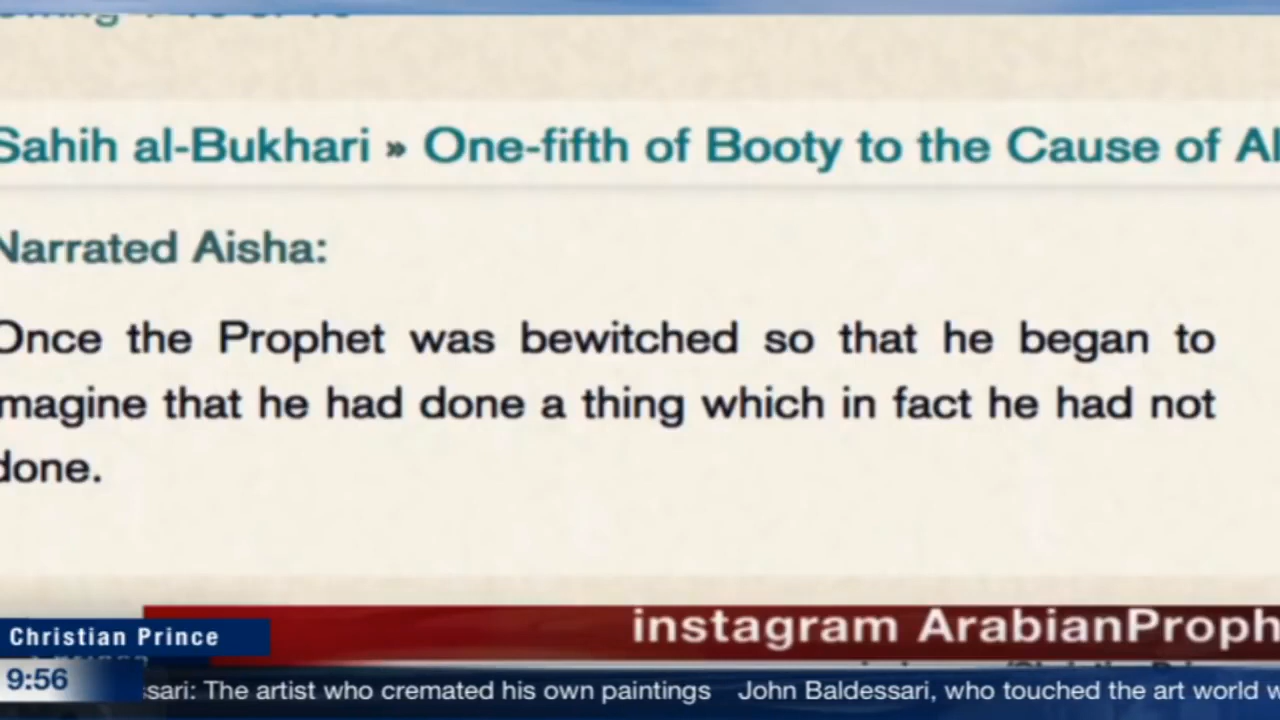 Sahih al-Bukhari » One-fifth of Booty to the Cause of Al
Narrated Aisha:
Once the Prophet was bewitched so that he began to
magine that he had done a thing which in fact he had not
done.
instagram ArabianProph
Christian Prince
9:56
ssari: The artist who cremated his own paintings John Baldessari, who touched the art world w